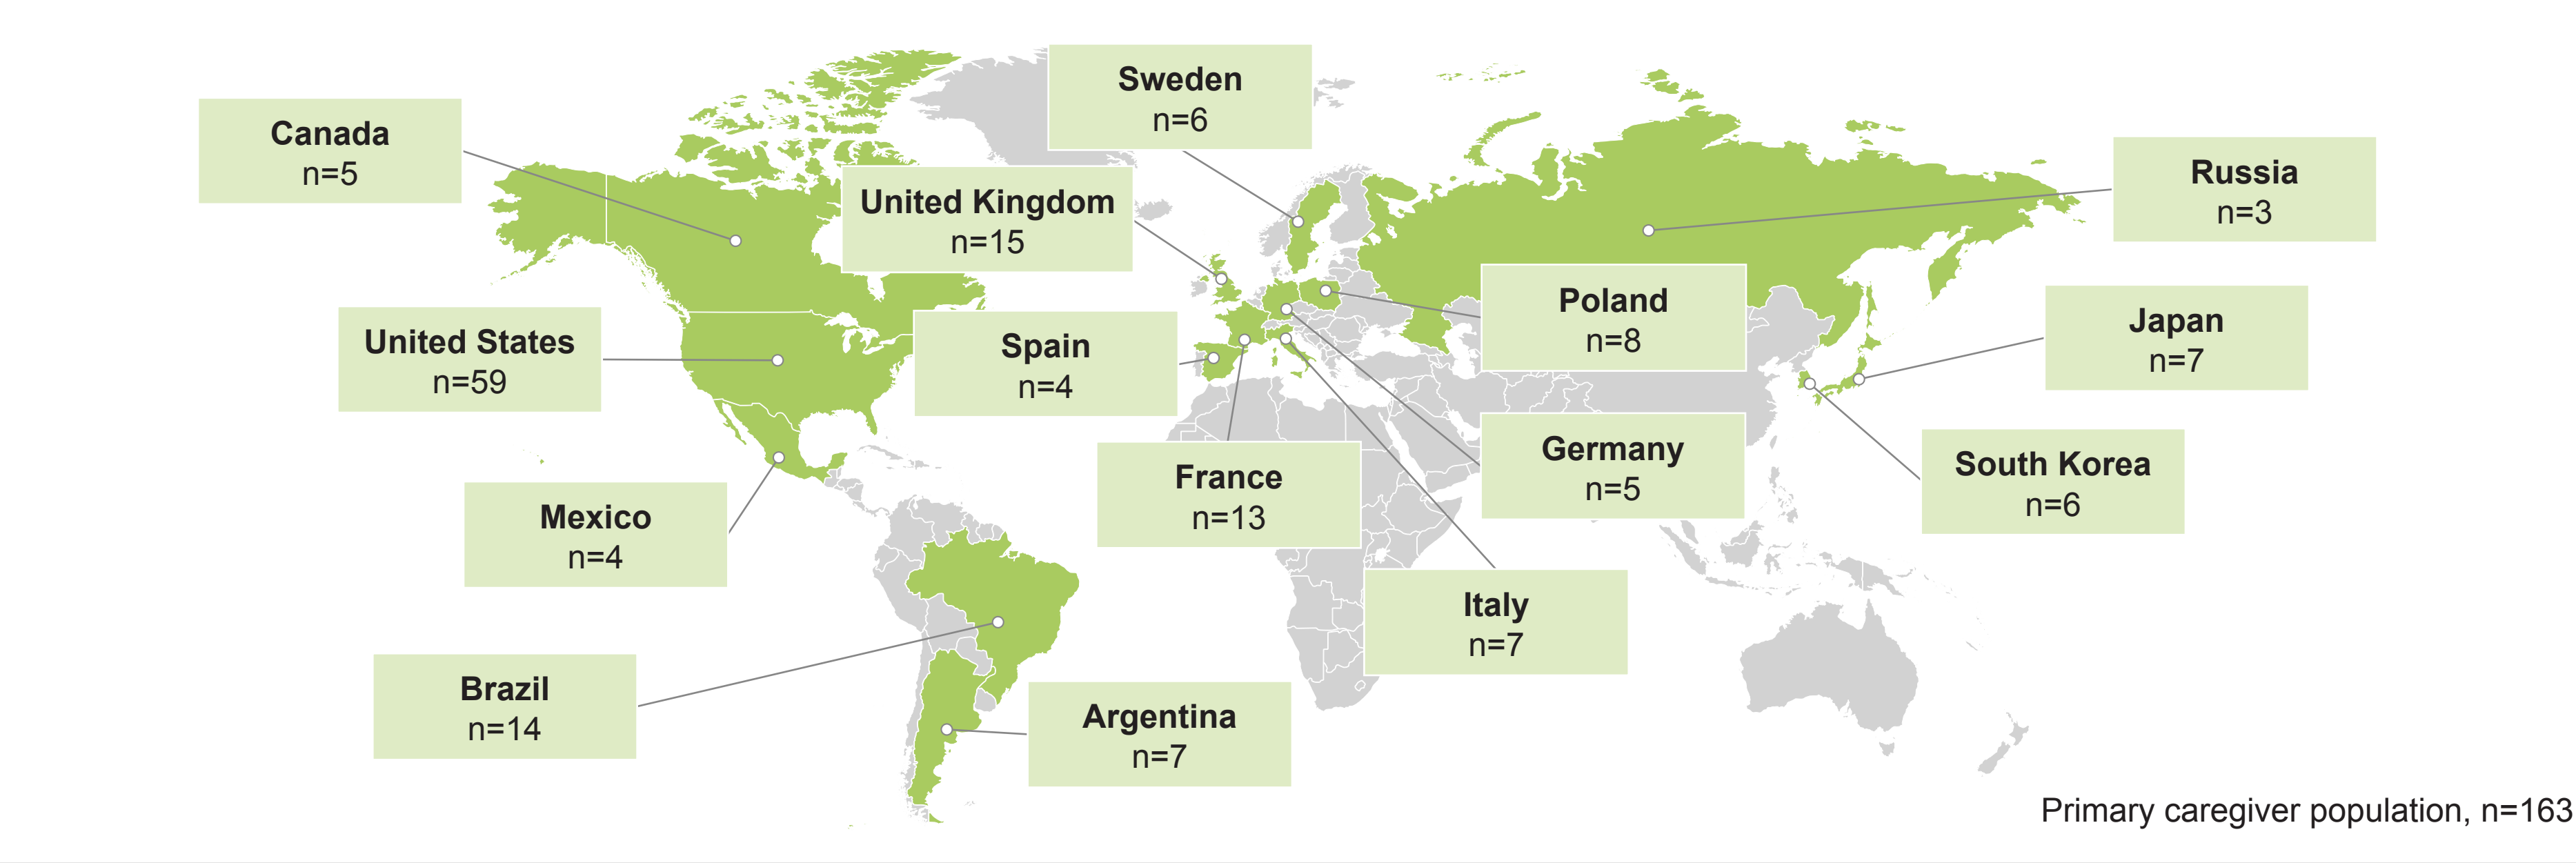 Sweden
n=6
Canada
n=5
Russia
n=3
United Kingdom
n=15
Poland
n=8
Japan
n=7
United States
n=59
Spain
n=4
Germany
n=5
South Korea
n=6
France
n=13
Mexico
n=4
Italy
n=7
Brazil
n=14
Argentina
n=7
Primary caregiver population, n=163